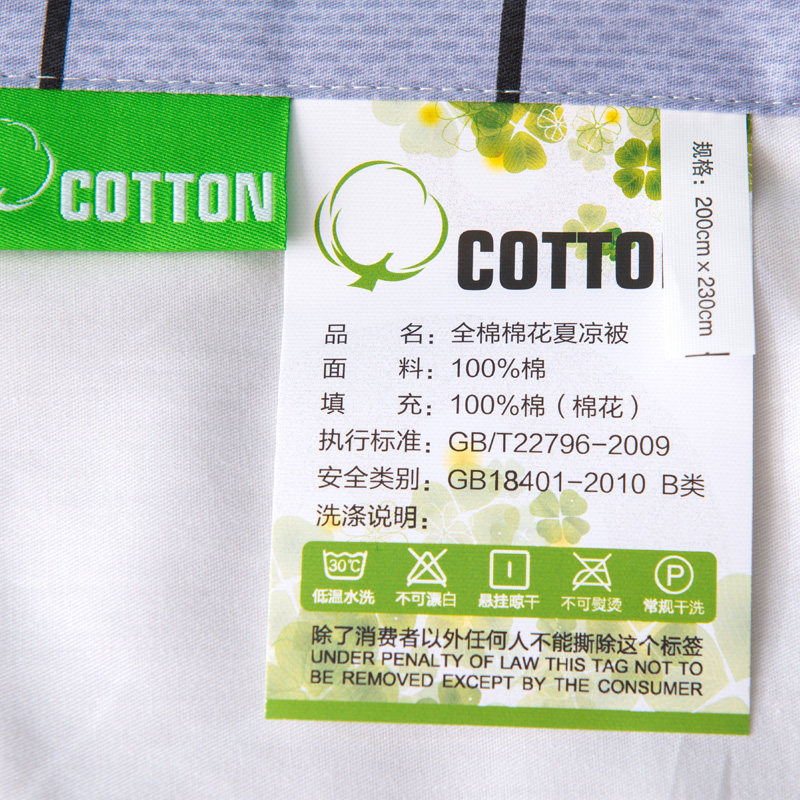 COTTON
COTTO
规格：200cm×230cm
品 名：全棉棉花夏凉被
面 料：100%棉
填 充：100%棉（棉花）
执行标准：GB/T22796-2009
安全类别：GB18401-2010 B类
洗涤说明：
30℃
P
低温水洗 不可漂白 悬挂晾干 不可熨烫 常规干洗
除了消费者以外任何人不能撕除这个标签
UNDER PENALTY OF LAW THIS TAG NOT TO
BE REMOVED EXCEPT BY THE CONSUMER